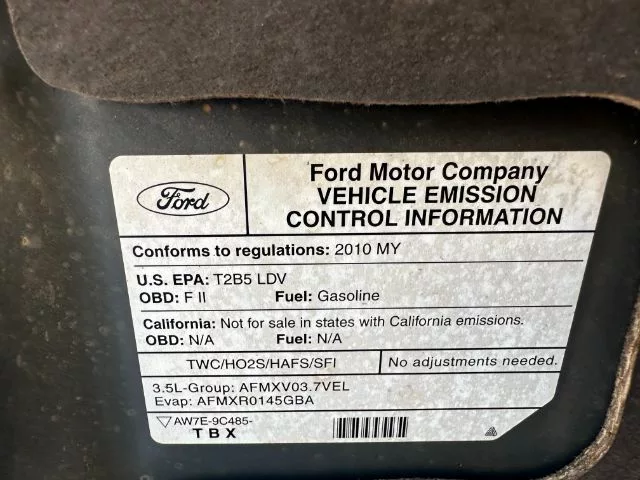 Ford
Ford Motor Company
VEHICLE EMISSION
CONTROL INFORMATION
Conforms to regulations: 2010 MY
U.S. EPA: T2B5 LDV
OBD: F II Fuel: Gasoline
California: Not for sale in states with California emissions.
OBD: N/A Fuel: N/A
TWC/HO2S/HAFS/SFI No adjustments needed.
3.5L-Group: AFMXV03.7VEL
Evap: AFMXR0145GBA
AW7E-9C485-
TBX